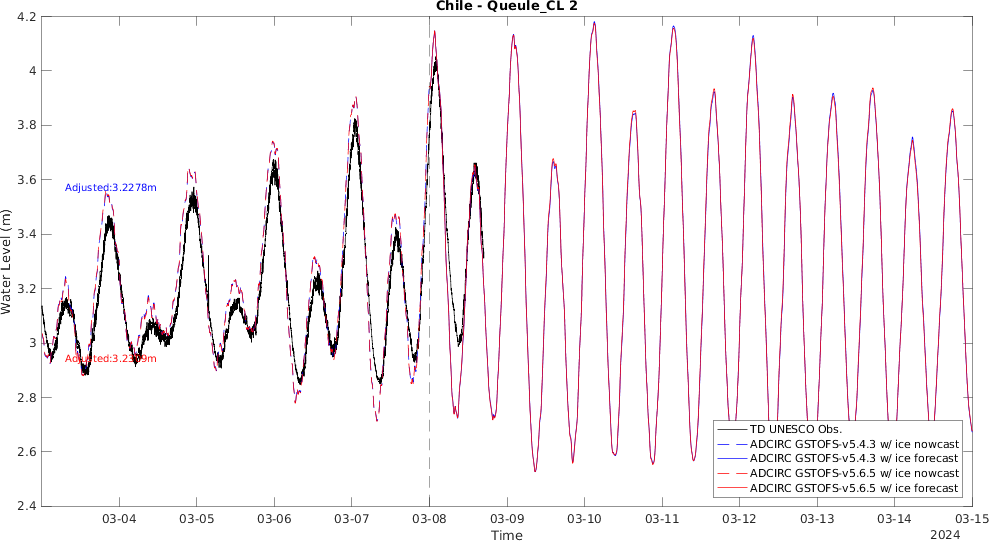 Chile - Queule_CL 2
Water Level (m)
4.2
4
3.8
3.6
3.4
3.2
3
2.8
2.6
2.4
Adjusted:3.2278m
TD UNESCO Obs.
ADCIRC GSTOFS-v5.4.3 w/ ice nowcast
ADCIRC GSTOFS-v5.4.3 w/ ice forecast
ADCIRC GSTOFS-v5.6.5 w/ ice nowcast
ADCIRC GSTOFS-v5.6.5 w/ ice forecast
03-04 03-05 03-06 03-07 03-08 03-09 03-10 03-11 03-12 03-13 03-14 03-15
Time
2024